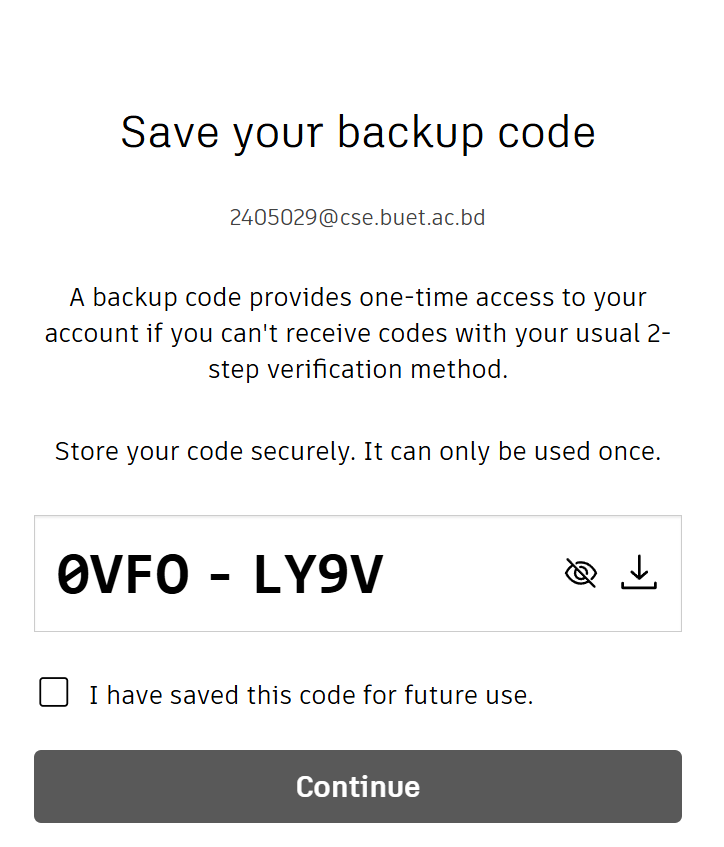 Save your backup code
2405029@cse.buet.ac.bd
A backup code provides one-time access to your
account if you can't receive codes with your usual 2-
step verification method.
Store your code securely. It can only be used once.
0VFO - LY9V
I have saved this code for future use.
Continue